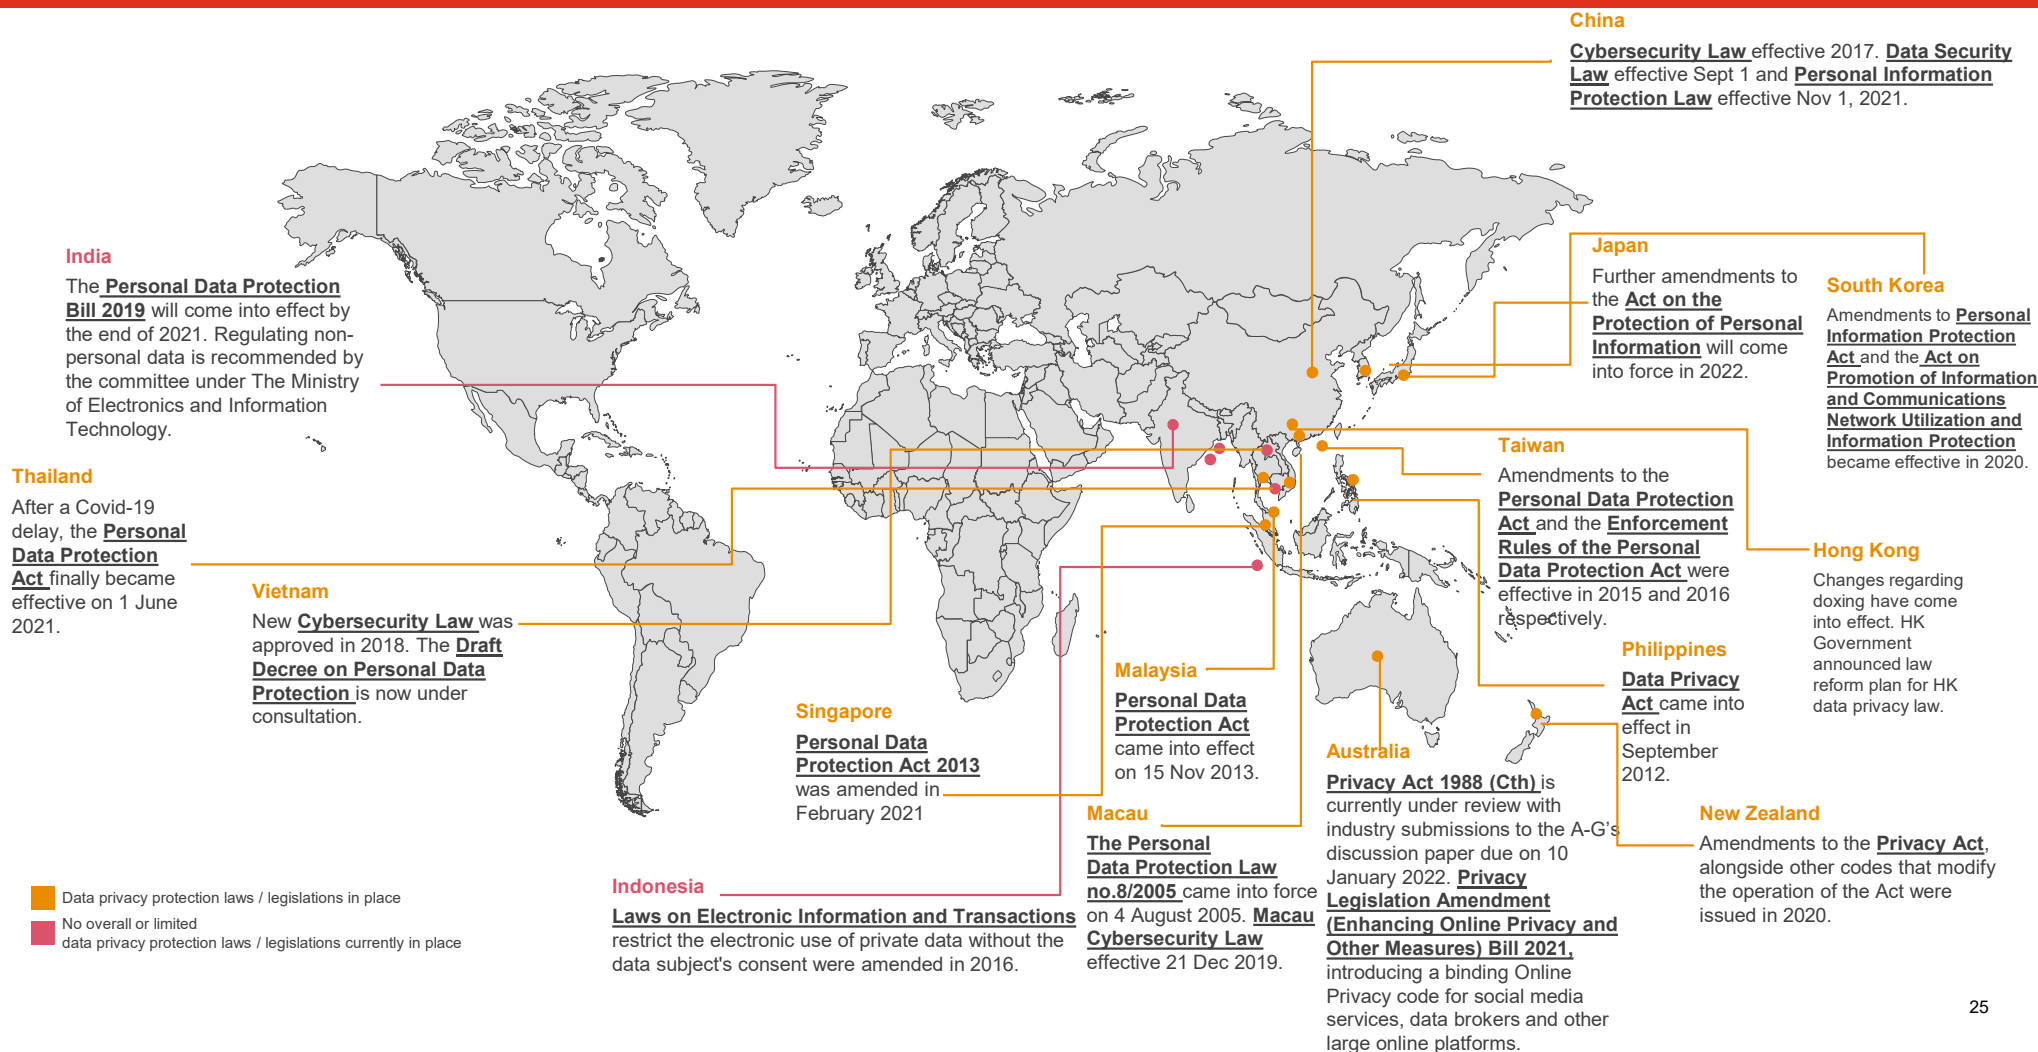 China
Cybersecurity Law effective 2017. Data Security
Law effective Sept 1 and Personal Information
Protection Law effective Nov 1, 2021.
India
The Personal Data Protection
Bill 2019 will come into effect by
the end of 2021. Regulating non-
personal data is recommended by
the committee under The Ministry
of Electronics and Information
Technology.
Japan
Further amendments to
the Act on the
Protection of Personal
Information will come
into force in 2022.
South Korea
Amendments to Personal
Information Protection
Act and the Act on
Promotion of Information
and Communications
Network Utilization and
Information Protection
became effective in 2020.
Thailand
After a Covid-19
delay, the Personal
Data Protection
Act finally became
effective on 1 June
2021.
Vietnam
New Cybersecurity Law was
approved in 2018. The Draft
Decree on Personal Data
Protection is now under
consultation.
Taiwan
Amendments to the
Personal Data Protection
Act and the Enforcement
Rules of the Personal
Data Protection Act were
effective in 2015 and 2016
respectively.
Hong Kong
Changes regarding
doxing have come
into effect. HK
Government
announced law
reform plan for HK
data privacy law.
Singapore
Personal Data
Protection Act 2013
was amended in
February 2021
Malaysia
Personal Data
Protection Act
came into effect
on 15 Nov 2013.
Philippines
Data Privacy
Act came into
effect in
September
2012.
Australia
Privacy Act 1988 (Cth) is
currently under review with
industry submissions to the A-G's
discussion paper due on 10
January 2022. Privacy
Legislation Amendment
(Enhancing Online Privacy and
Other Measures) Bill 2021,
introducing a binding Online
Privacy code for social media
services, data brokers and other
large online platforms.
Macau
The Personal
Data Protection Law
no.8/2005 came into force
on 4 August 2005. Macau
Cybersecurity Law
effective 21 Dec 2019.
New Zealand
Amendments to the Privacy Act,
alongside other codes that modify
the operation of the Act were
issued in 2020.
Indonesia
Laws on Electronic Information and Transactions
restrict the electronic use of private data without the
data subject's consent were amended in 2016.
Data privacy protection laws / legislations in place
No overall or limited
data privacy protection laws / legislations currently in place
25